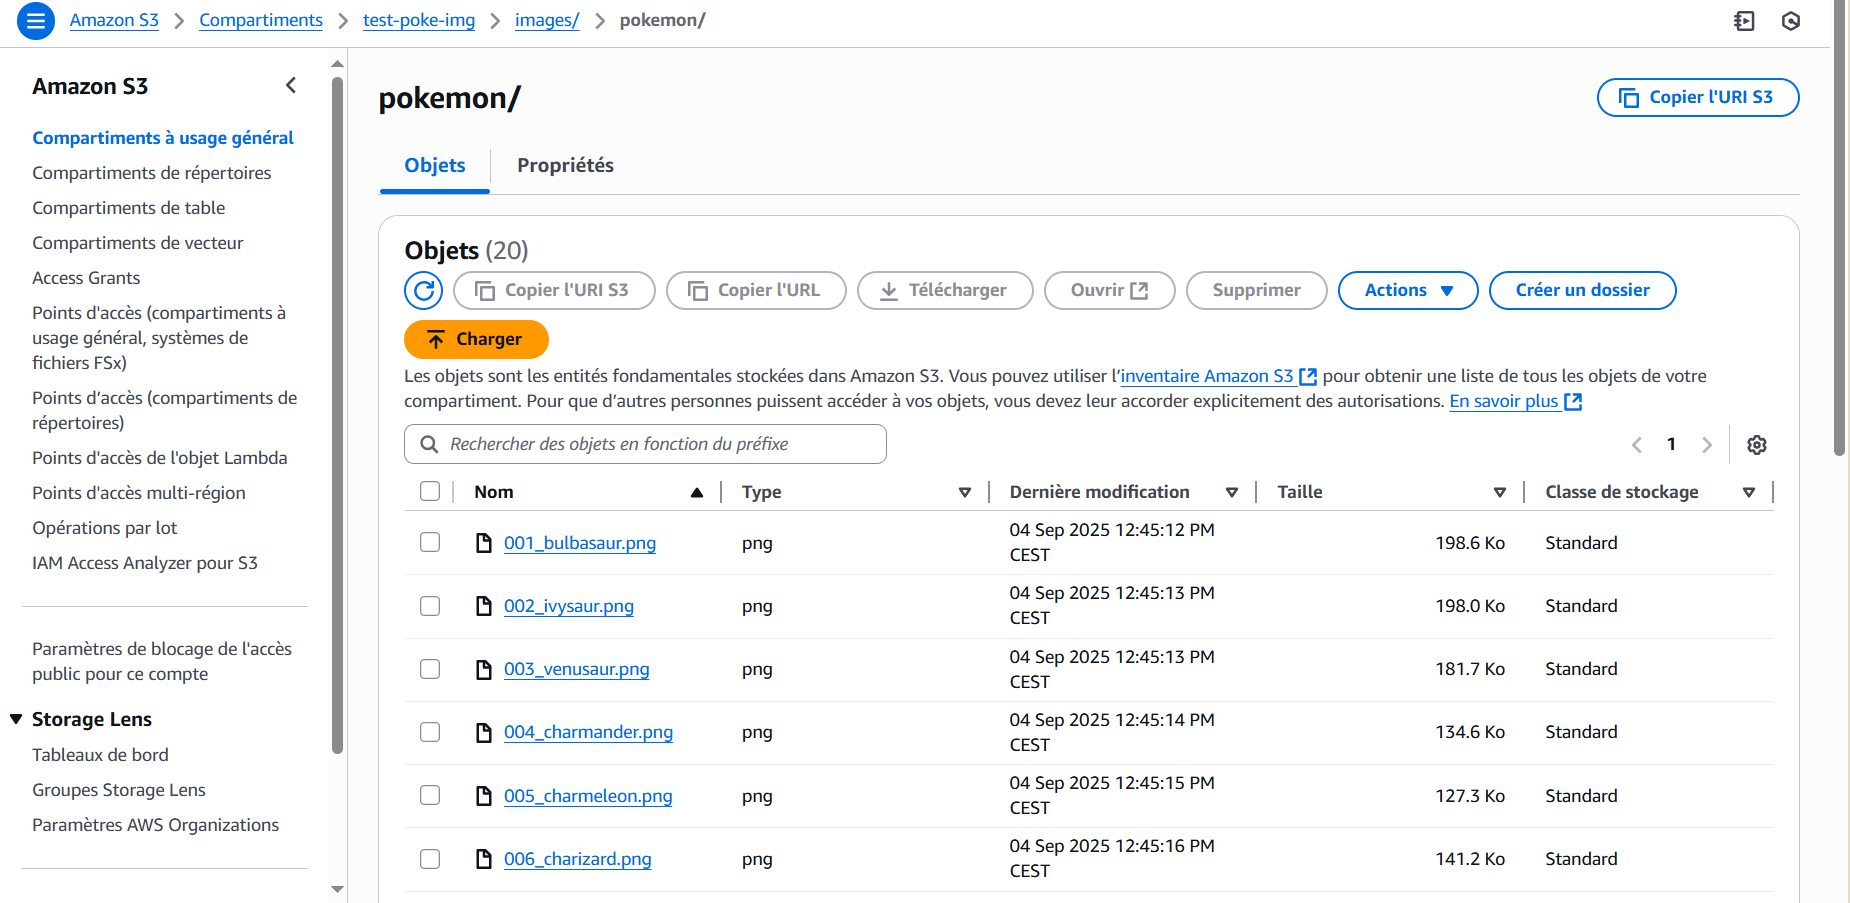 Amazon S3 > Compartiments > test-poke-img > images/ > pokemon/
Amazon S3
Compartiments à usage général
Compartiments de répertoires
Compartiments de table
Compartiments de vecteur
Access Grants
Points d'accès (compartiments à
usage général, systèmes de
fichiers FSx)
Points d’accès (compartiments de
répertoires)
Points d'accès de l'objet Lambda
Points d'accès multi-région
Opérations par lot
IAM Access Analyzer pour S3
Paramètres de blocage de l'accès
public pour ce compte
Storage Lens
Tableaux de bord
Groupes Storage Lens
Paramètres AWS Organizations
pokemon/
Copier l'URI S3
Objets Propriétés
Objets (20)
Copier l'URI S3 Copier l'URL Télécharger Ouvrir Supprimer Actions Créer un dossier
Charger
Les objets sont les entités fondamentales stockées dans Amazon S3. Vous pouvez utiliser l’inventaire Amazon S3 pour obtenir une liste de tous les objets de votre
compartiment. Pour que d’autres personnes puissent accéder à vos objets, vous devez leur accorder explicitement des autorisations. En savoir plus
Rechercher des objets en fonction du préfixe
1
Nom Type Dernière modification Taille Classe de stockage
001_bulbasaur.png png 04 Sep 2025 12:45:12 PM CEST 198.6 Ko Standard
002_ivysaur.png png 04 Sep 2025 12:45:13 PM CEST 198.0 Ko Standard
003_venusaur.png png 04 Sep 2025 12:45:13 PM CEST 181.7 Ko Standard
004_charmander.png png 04 Sep 2025 12:45:14 PM CEST 134.6 Ko Standard
005_charmeleon.png png 04 Sep 2025 12:45:15 PM CEST 127.3 Ko Standard
006_charizard.png png 04 Sep 2025 12:45:16 PM CEST 141.2 Ko Standard